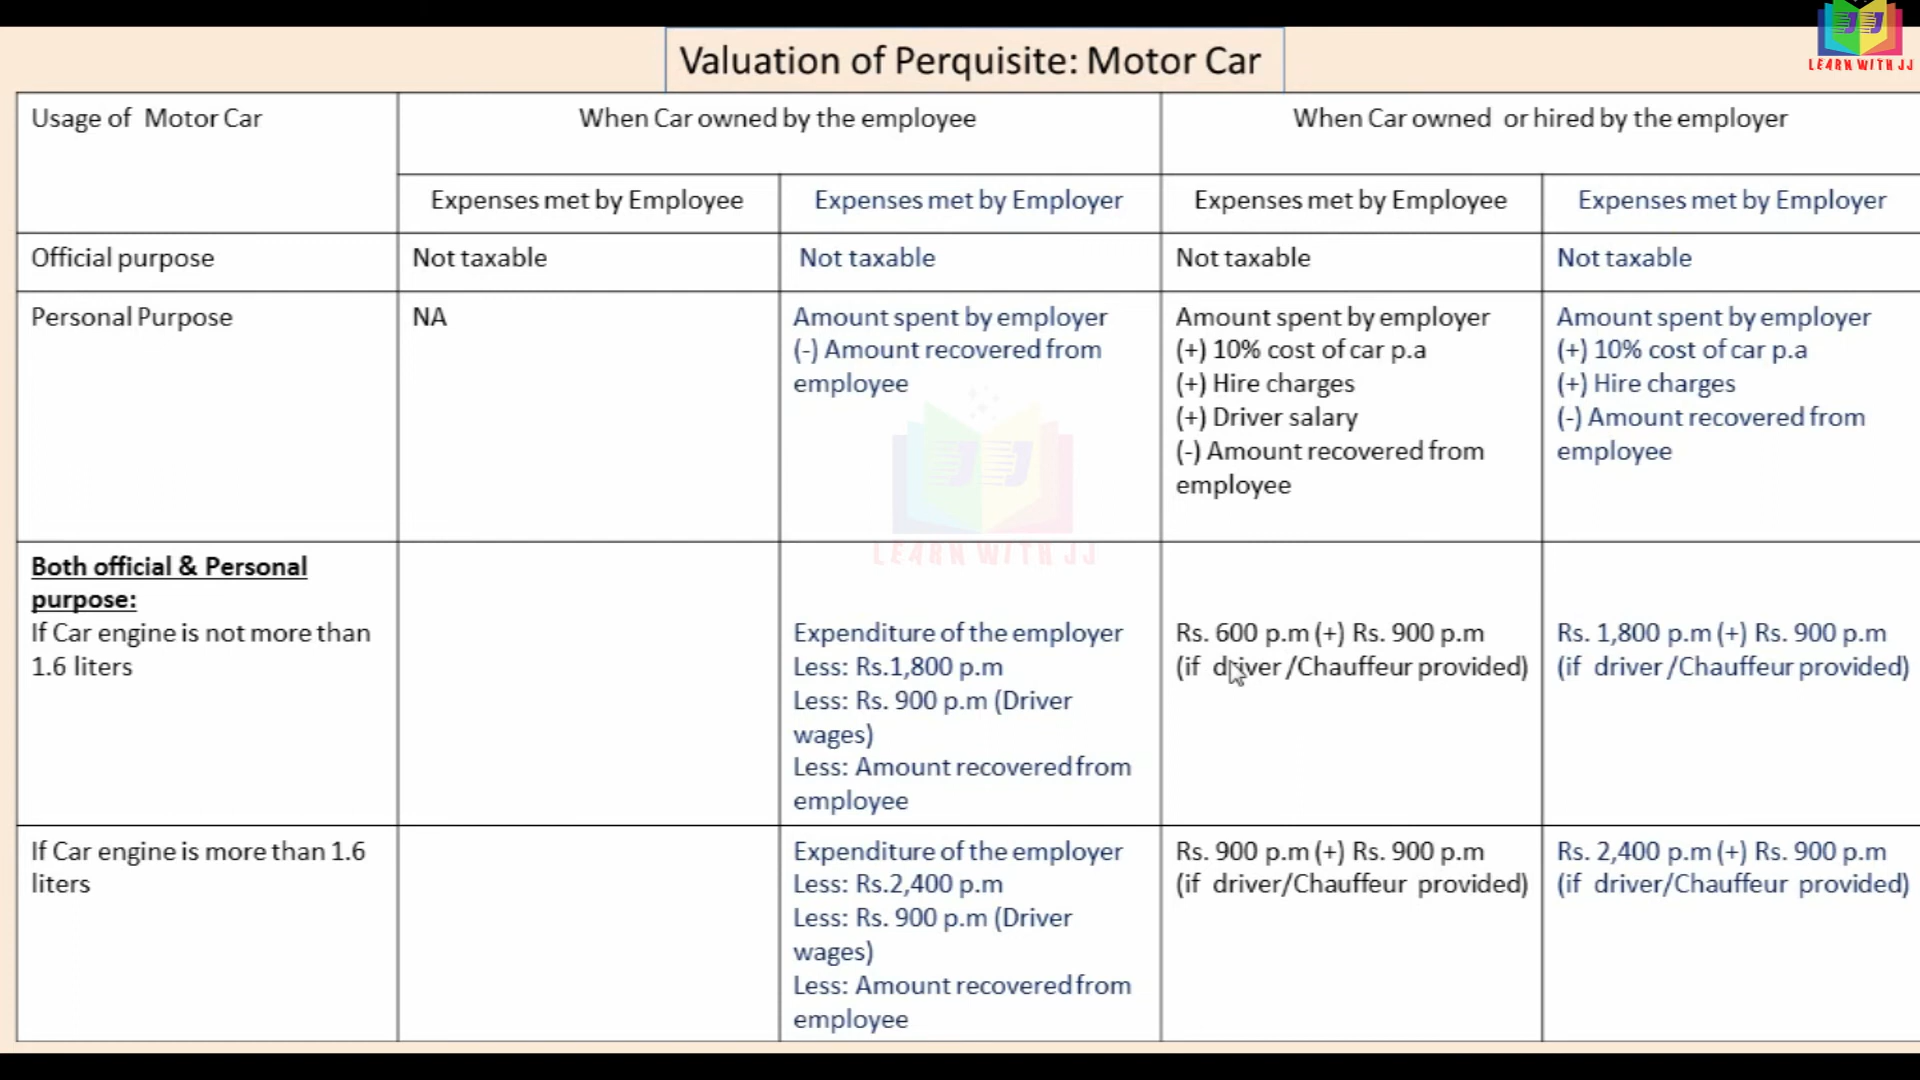 Valuation of Perquisite: Motor Car
LEARN WITH JJ
Usage of Motor Car
When Car owned by the employee
When Car owned or hired by the employer
Expenses met by Employee
Expenses met by Employer
Expenses met by Employee
Expenses met by Employer
Official purpose
Not taxable
Not taxable
Not taxable
Not taxable
Personal Purpose
NA
Amount spent by employer
(-) Amount recovered from
employee
Amount spent by employer
(+) 10% cost of car p.a
(+) Hire charges
(+) Driver salary
(-) Amount recovered from
employee
Amount spent by employer
(+) 10% cost of car p.a
(+) Hire charges
(-) Amount recovered from
employee
LEARN WITH JJ
Both official & Personal
purpose:
If Car engine is not more than
1.6 liters
Expenditure of the employer
Less: Rs.1,800 p.m
Less: Rs. 900 p.m (Driver
wages)
Less: Amount recovered from
employee
Rs. 600 p.m (+) Rs. 900 p.m
(if driver /Chauffeur provided)
Rs. 1,800 p.m (+) Rs. 900 p.m
(if driver /Chauffeur provided)
If Car engine is more than 1.6
liters
Expenditure of the employer
Less: Rs.2,400 p.m
Less: Rs. 900 p.m (Driver
wages)
Less: Amount recovered from
employee
Rs. 900 p.m (+) Rs. 900 p.m
(if driver/Chauffeur provided)
Rs. 2,400 p.m (+) Rs. 900 p.m
(if driver/Chauffeur provided)